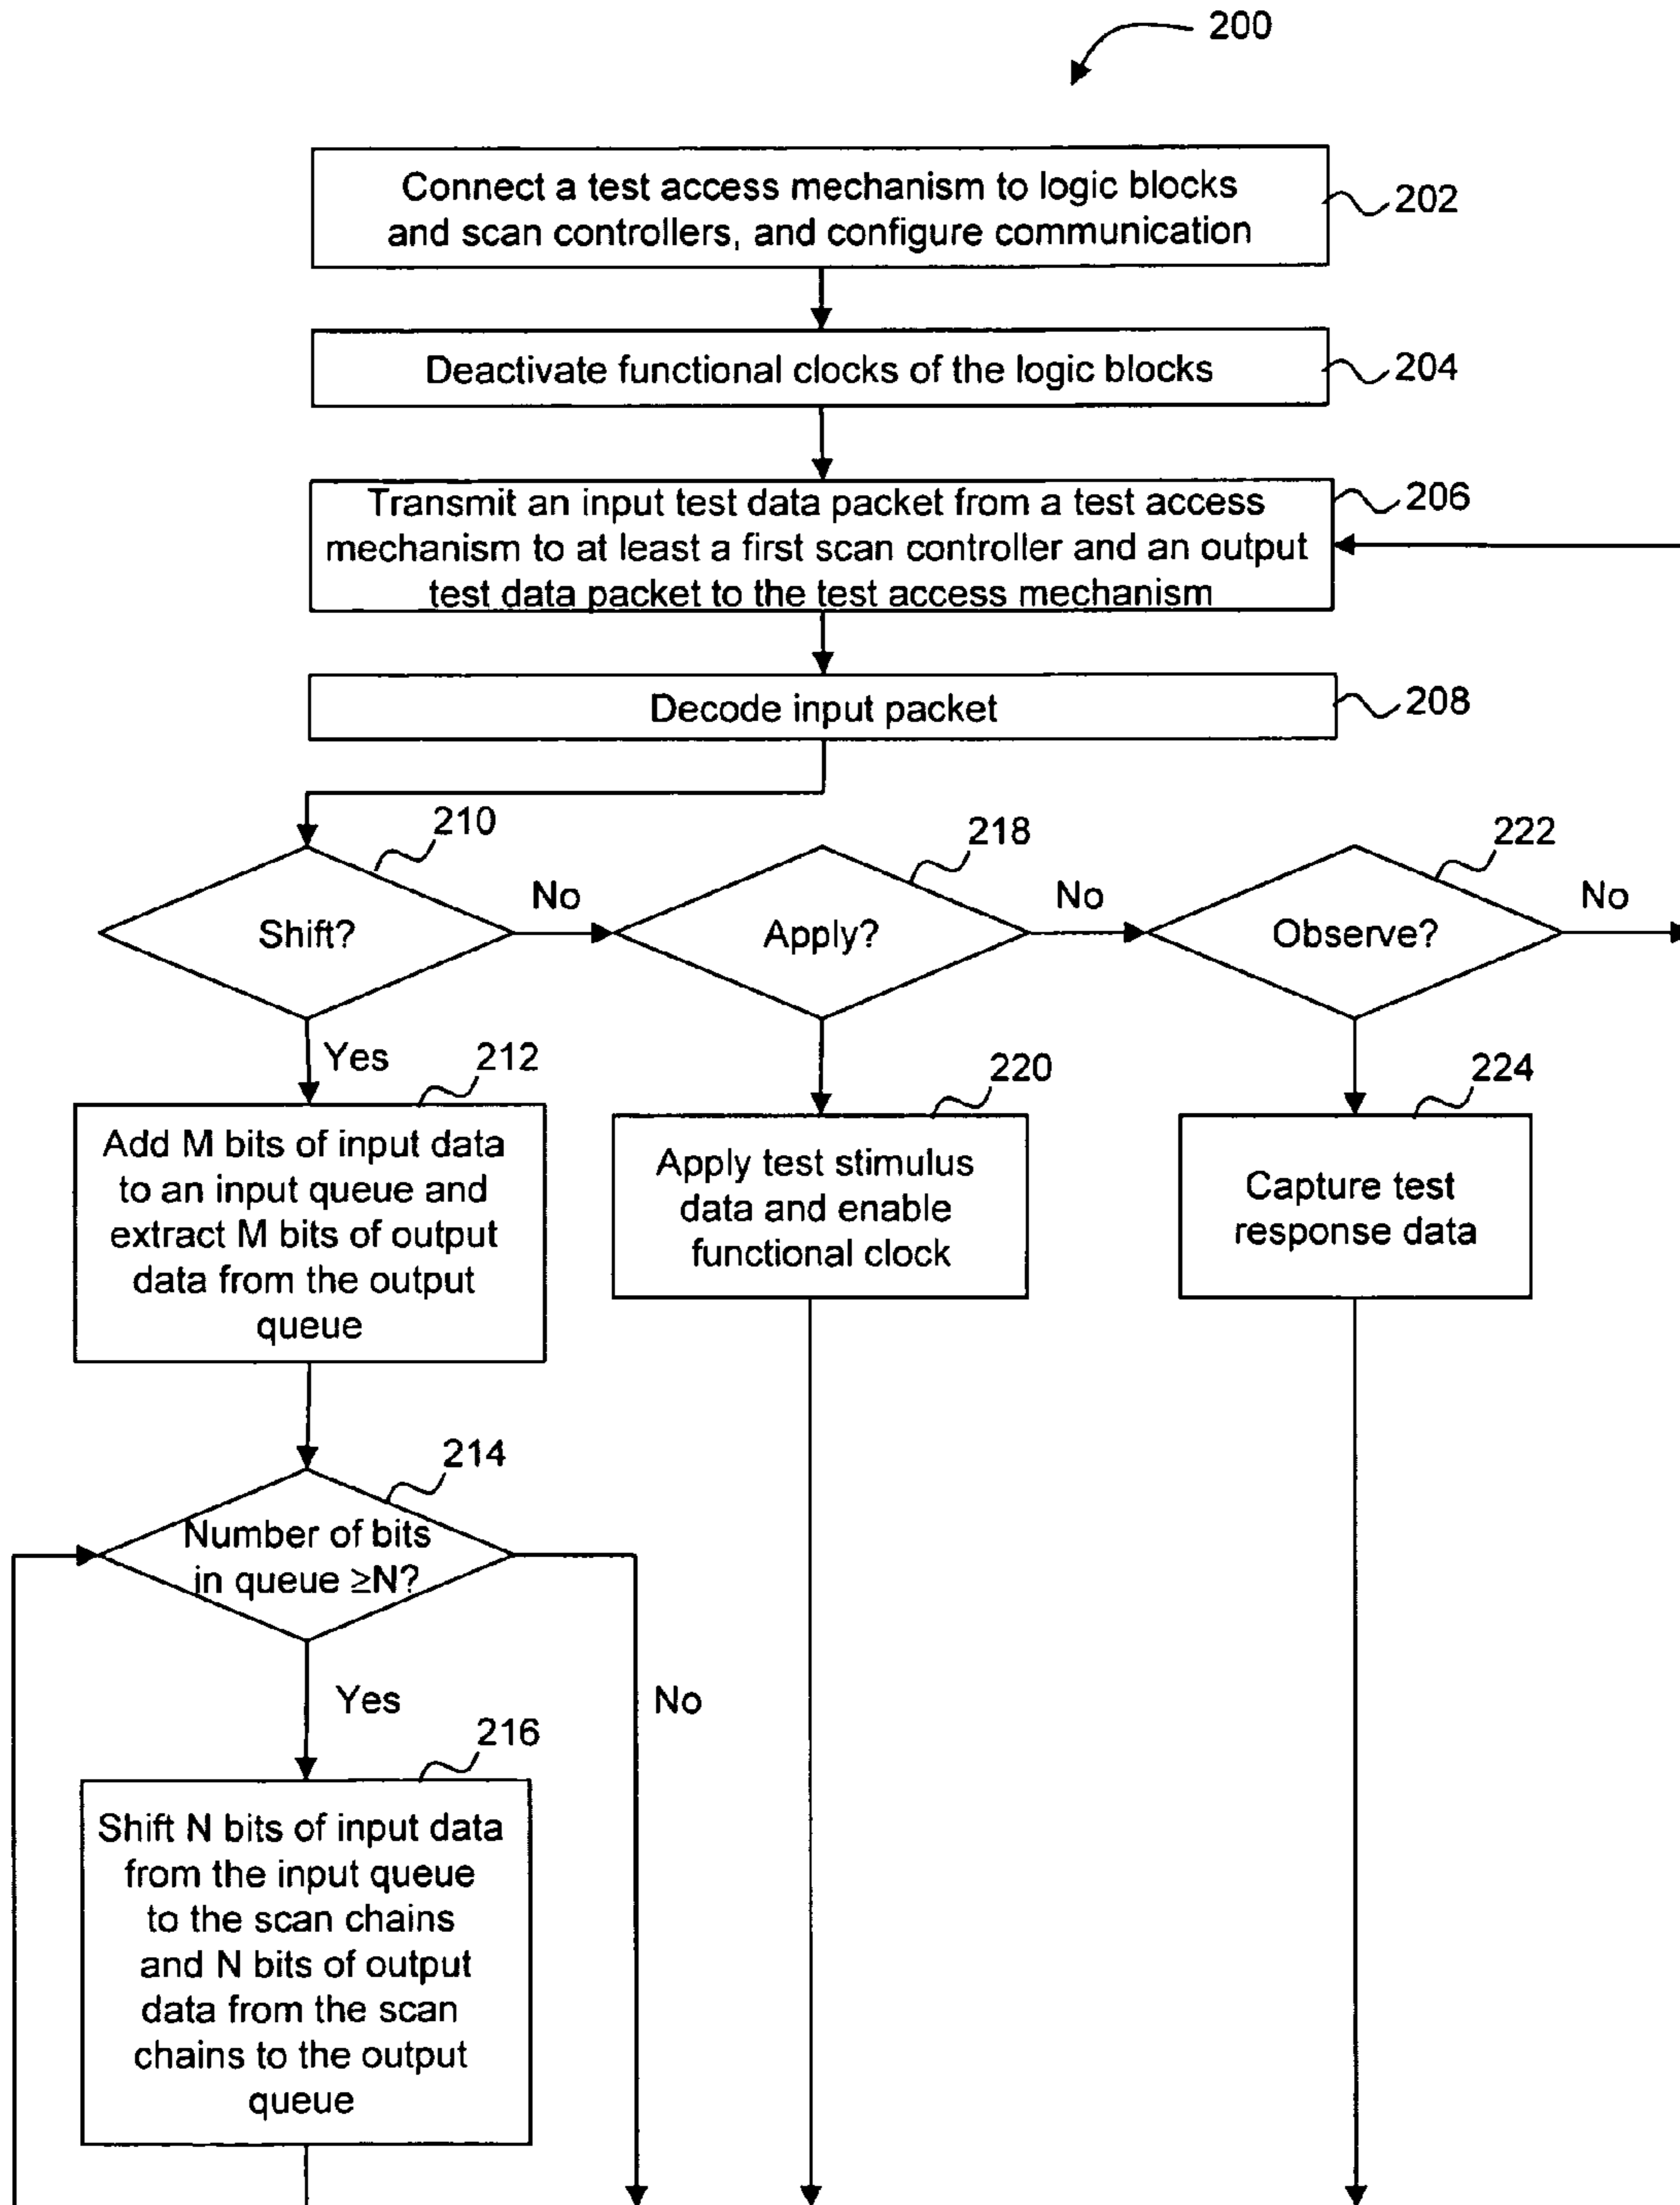 200
Connect a test access mechanism to logic blocks
and scan controllers, and configure communication
202
Deactivate functional clocks of the logic blocks
204
Transmit an input test data packet from a test access
mechanism to at least a first scan controller and an output
test data packet to the test access mechanism
206
Decode input packet
208
210
218
222
Shift?
No
Apply?
No
Observe?
No
Yes
212
Add M bits of input data
to an input queue and
extract M bits of output
data from the output
queue
220
Apply test stimulus
data and enable
functional clock
224
Capture test
response data
214
Number of bits
in queue ≥N?
Yes
No
216
Shift N bits of input data
from the input queue
to the scan chains
and N bits of output
data from the scan
chains to the output
queue